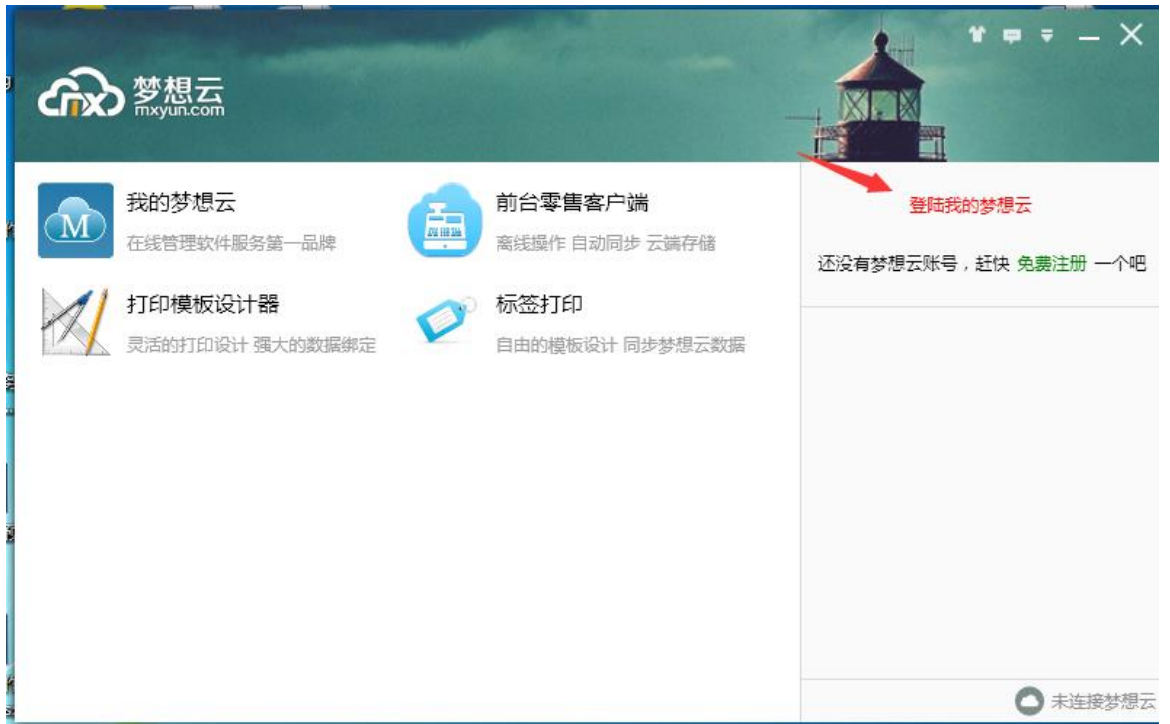 梦想云
mxyun.com
我的梦想云
在线管理软件服务第一品牌
前台零售客户端
离线操作 自动同步 云端存储
打印模板设计器
灵活的打印设计 强大的数据绑定
标签打印
自由的模板设计 同步梦想云数据
登陆我的梦想云
还没有梦想云账号，赶快 免费注册 一个吧
未连接梦想云